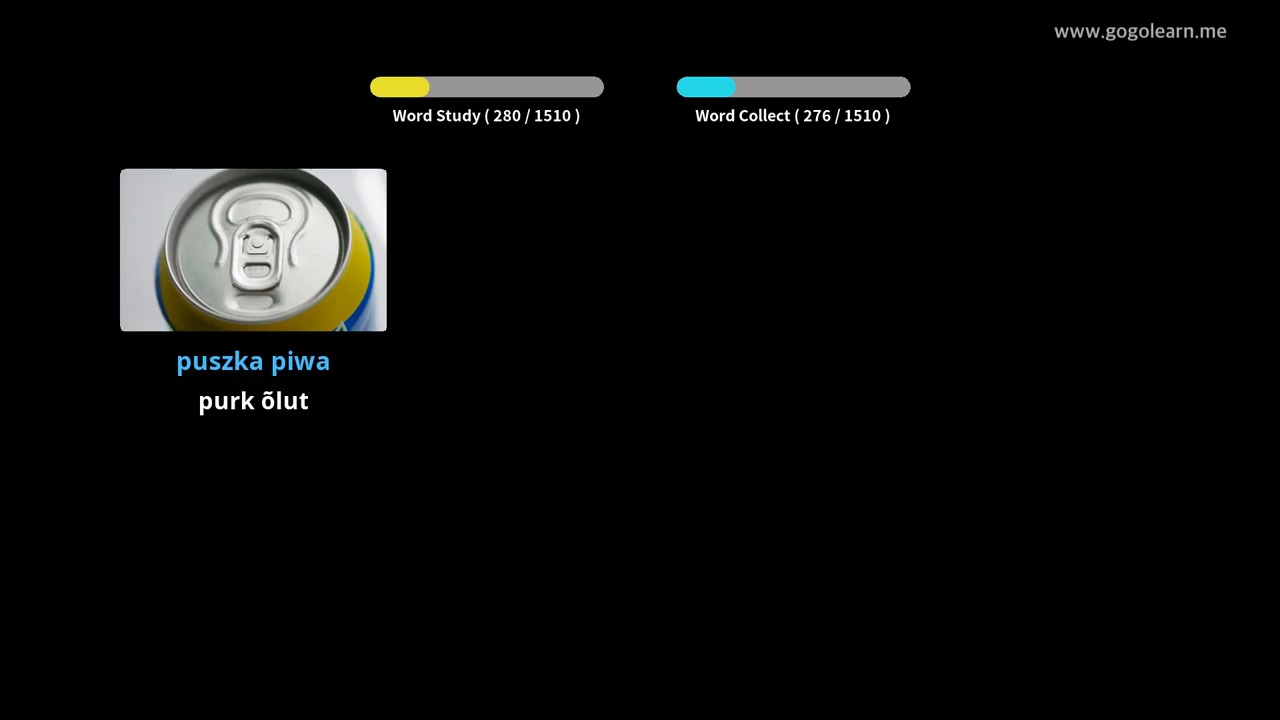 www.gogolearn.me
Word Study ( 280 / 1510 )
Word Collect ( 276 / 1510 )
puszka piwa
purk õlut